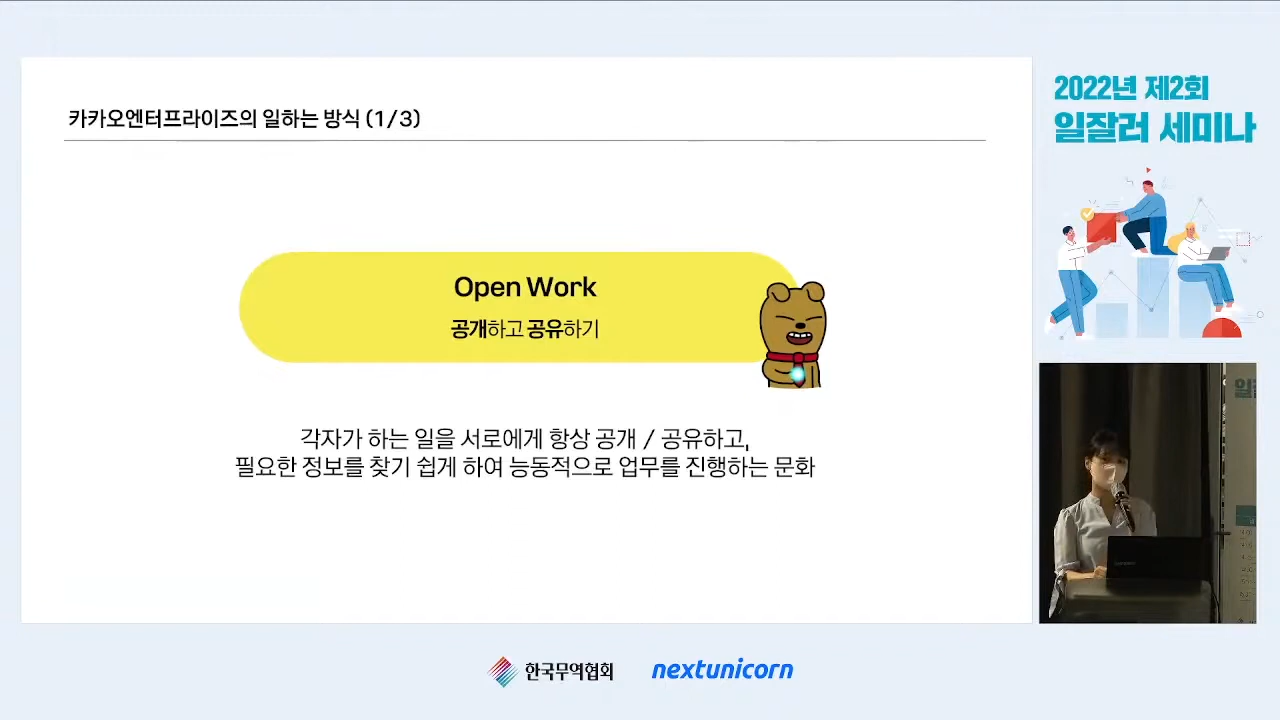 카카오엔터프라이즈의 일하는 방식 (1/3)
Open Work
공개하고 공유하기
각자가 하는 일을 서로에게 항상 공개 / 공유하고,
필요한 정보를 찾기 쉽게 하여 능동적으로 업무를 진행하는 문화
2022년 제2회
일잘러 세미나
한국무역협회
nextunicorn